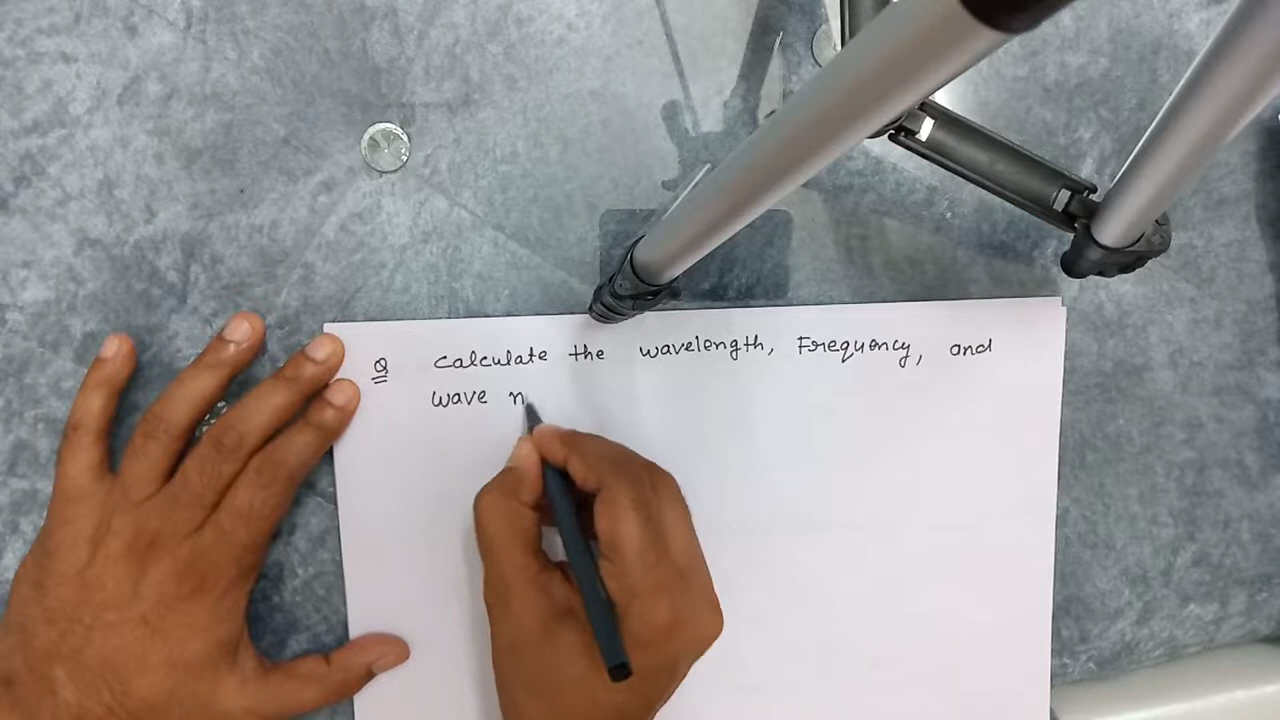 Q Calculate the wavelength, Frequency, and
wave n